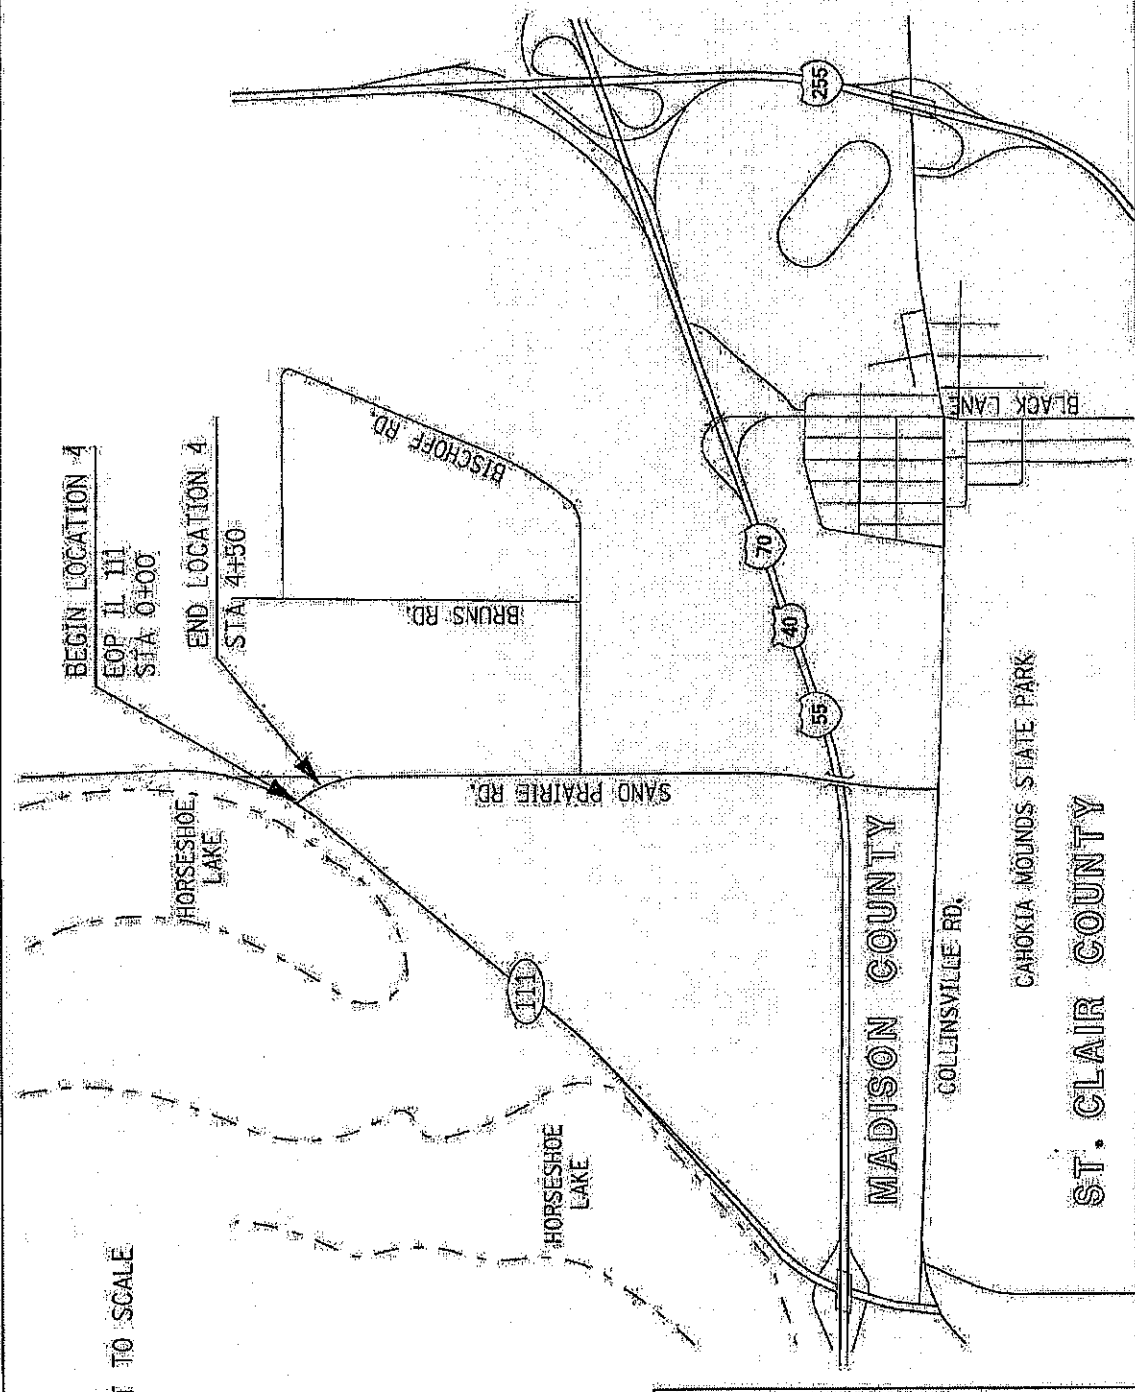 BEGIN LOCATION 4
EOP IL 111
STA 0+00
END LOCATION 4
STA 4+50
BISCHOFF RD.
BRUNS RD.
SAND PRAIRIE RD.
HORSESHOE
LAKE
111
HORSESHOE
LAKE
TO SCALE
255
70
40
55
BLACK LANE
MADISON COUNTY
COLLINSVILLE RD.
CAHOKIA MOUNDS STATE PARK
ST. CLAIR COUNTY